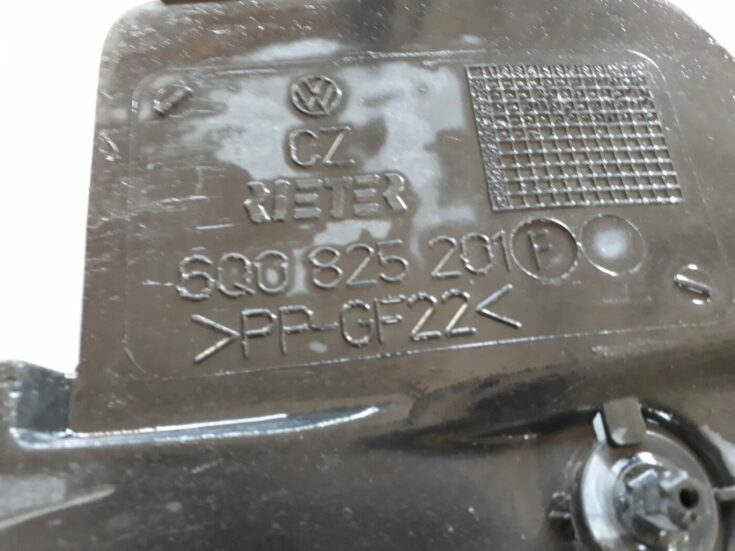 VW
CZ
RIETER
6Q0 825 201 F
>PP-GF22<